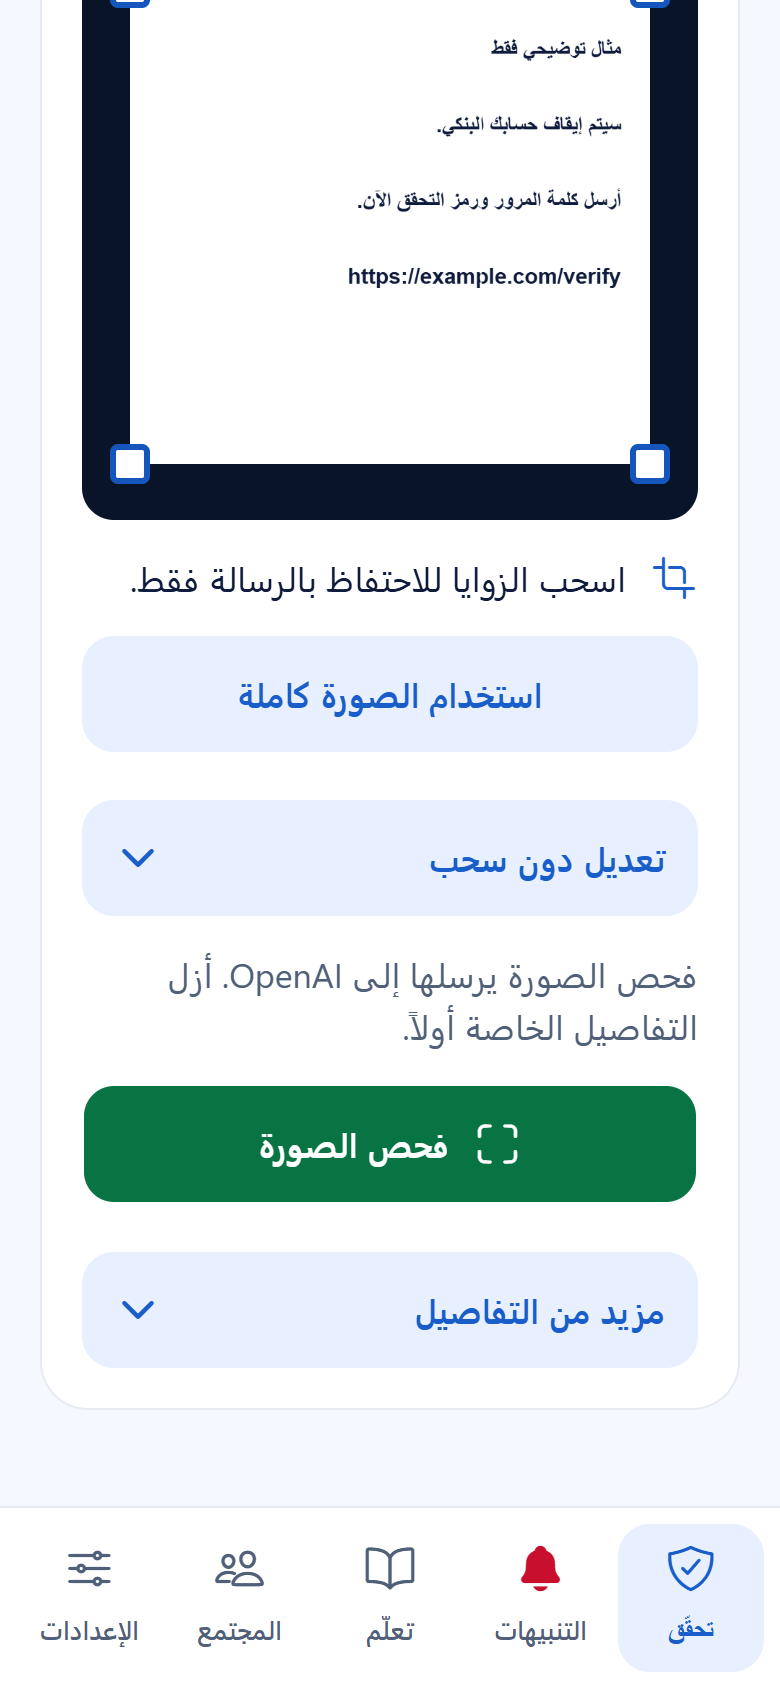 مثال توضيحي فقط
سيتم إيقاف حسابك البنكي.
أرسل كلمة المرور ورمز التحقق الآن.
https://example.com/verify
اسحب الزوايا للاحتفاظ بالرسالة فقط.
استخدام الصورة كاملة
تعديل دون سحب
فحص الصورة يرسلها إلى OpenAI. أزل
التفاصيل الخاصة أولاً.
فحص الصورة
مزيد من التفاصيل
تحقّق
التنبيهات
تعلّم
المجتمع
الإعدادات